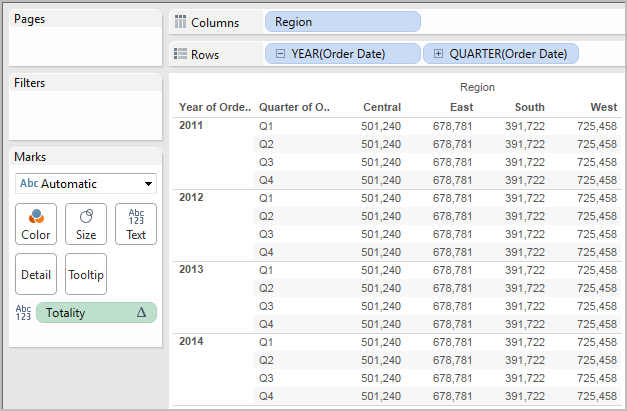 Pages
Columns Region
Rows YEAR(Order Date) QUARTER(Order Date)
Filters
Marks
Abc Automatic
Color Size Abc 123 Text
Detail Tooltip
Abc 123 Totality Δ
Region
Year of Orde.. Quarter of O.. Central East South West
2011 Q1 501,240 678,781 391,722 725,458
Q2 501,240 678,781 391,722 725,458
Q3 501,240 678,781 391,722 725,458
Q4 501,240 678,781 391,722 725,458
2012 Q1 501,240 678,781 391,722 725,458
Q2 501,240 678,781 391,722 725,458
Q3 501,240 678,781 391,722 725,458
Q4 501,240 678,781 391,722 725,458
2013 Q1 501,240 678,781 391,722 725,458
Q2 501,240 678,781 391,722 725,458
Q3 501,240 678,781 391,722 725,458
Q4 501,240 678,781 391,722 725,458
2014 Q1 501,240 678,781 391,722 725,458
Q2 501,240 678,781 391,722 725,458
Q3 501,240 678,781 391,722 725,458
Q4 501,240 678,781 391,722 725,458